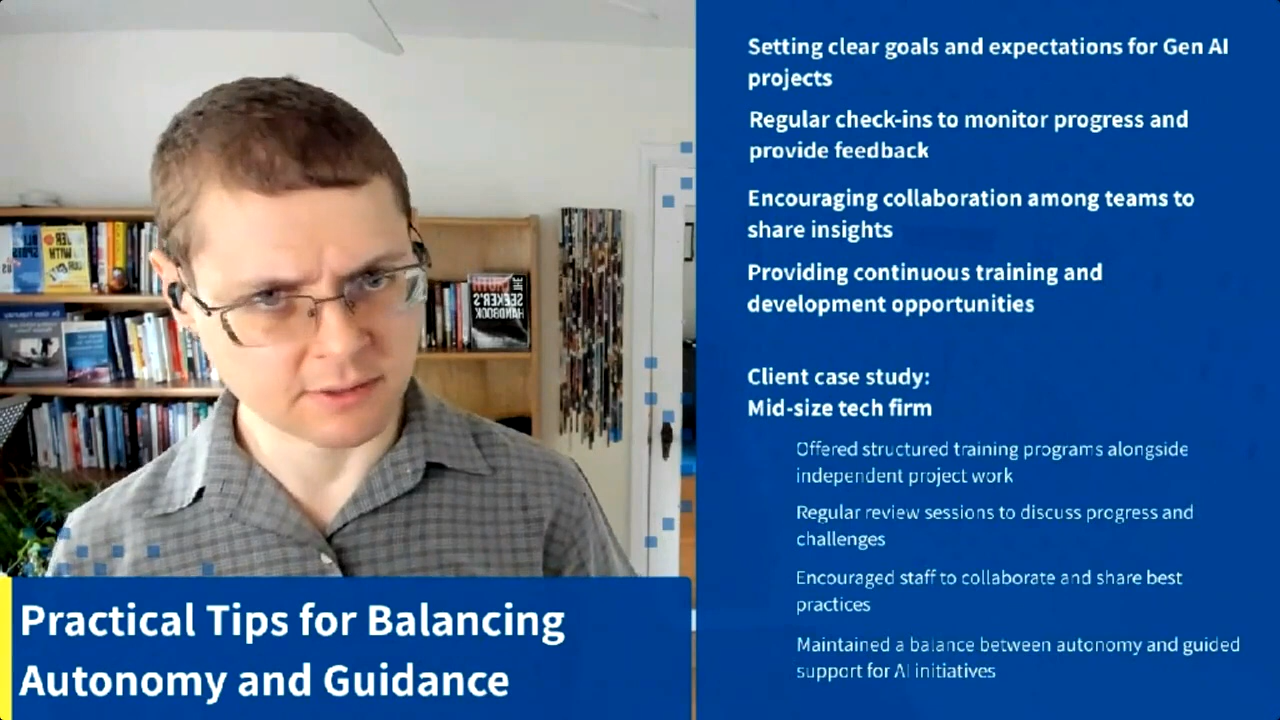 Setting clear goals and expectations for Gen AI
projects
Regular check-ins to monitor progress and
provide feedback
Encouraging collaboration among teams to
share insights
Providing continuous training and
development opportunities
Client case study:
Mid-size tech firm
Offered structured training programs alongside
independent project work
Regular review sessions to discuss progress and
challenges
Encouraged staff to collaborate and share best
practices
Maintained a balance between autonomy and guided
support for AI initiatives
Practical Tips for Balancing
Autonomy and Guidance
THE
SEEKER'S
HANDBOOK